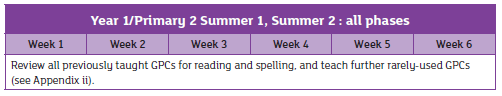 Year 1/Primary 2 Summer 1, Summer 2 : all phases
Week 1 Week 2 Week 3 Week 4 Week 5 Week 6
Review all previously taught GPCs for reading and spelling, and teach further rarely-used GPCs
(see Appendix ii).